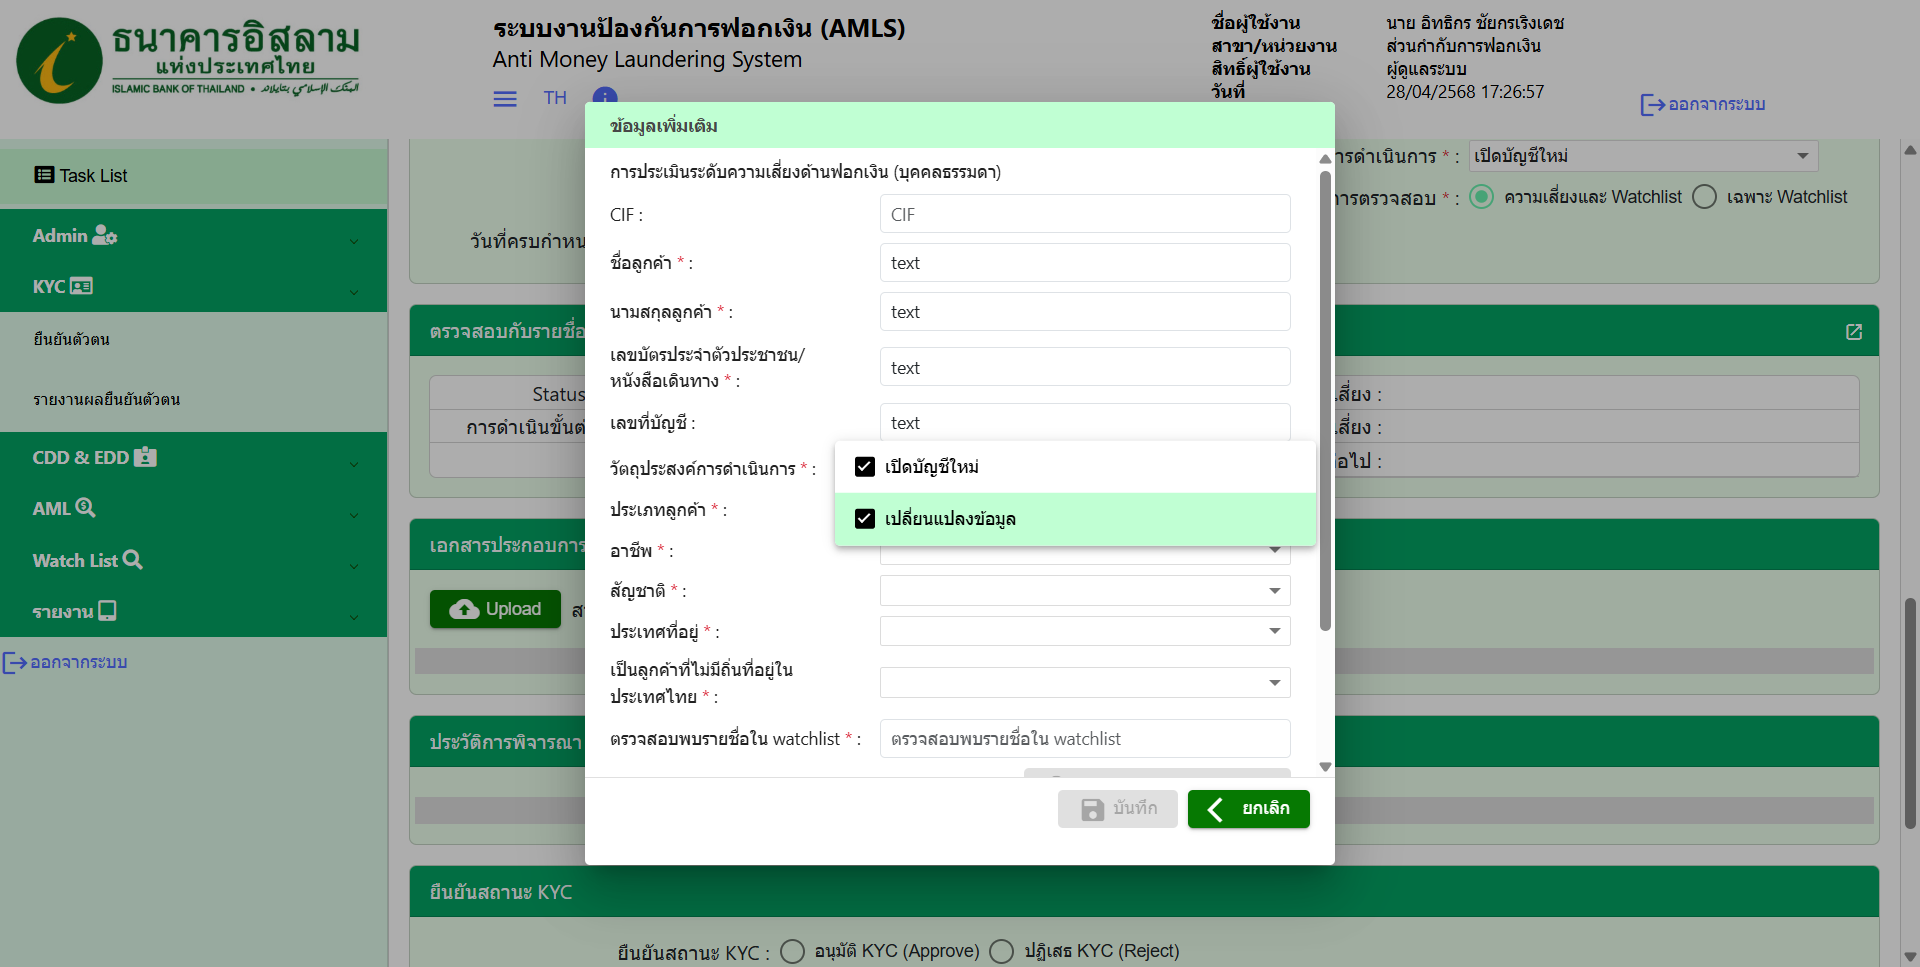 ธนาคารอิสลาม
แห่งประเทศไทย
ISLAMIC BANK OF THAILAND •
ระบบงานป้องกันการฟอกเงิน (AMLS)
Anti Money Laundering System
TH
ชื่อผู้ใช้งาน นาย อิทธิกร ชัยกรเริงเดช
สาขา/หน่วยงาน ส่วนกำกับการฟอกเงิน
สิทธิ์ผู้ใช้งาน ผู้ดูแลระบบ
วันที่ 28/04/2568 17:26:57
ออกจากระบบ
Task List
Admin
KYC
ยืนยันตัวตน
รายงานผลยืนยันตัวตน
CDD & EDD
AML
Watch List
รายงาน
ออกจากระบบ
ารดำเนินการ * : เปิดบัญชีใหม่
ารตรวจสอบ * : ความเสี่ยงและ Watchlist เฉพาะ Watchlist
วันที่ครบกำหน
ตรวจสอบกับรายชื่อ
Status
เสี่ยง :
การดำเนินขั้นต
เสี่ยง :
่อไป :
เอกสารประกอบการ
Upload
ส
ประวัติการพิจารณา
ยืนยันสถานะ KYC
ยืนยันสถานะ KYC : อนุมัติ KYC (Approve) ปฏิเสธ KYC (Reject)
ข้อมูลเพิ่มเติม
การประเมินระดับความเสี่ยงด้านฟอกเงิน (บุคคลธรรมดา)
CIF : CIF
ชื่อลูกค้า * : text
นามสกุลลูกค้า * : text
เลขบัตรประจำตัวประชาชน/
หนังสือเดินทาง * : text
เลขที่บัญชี : text
วัตถุประสงค์การดำเนินการ * : เปิดบัญชีใหม่
ประเภทลูกค้า * : เปลี่ยนแปลงข้อมูล
อาชีพ * :
สัญชาติ * :
ประเทศที่อยู่ * :
เป็นลูกค้าที่ไม่มีถิ่นที่อยู่ใน
ประเทศไทย * :
ตรวจสอบพบรายชื่อใน watchlist * : ตรวจสอบพบรายชื่อใน watchlist
บันทึก ยกเลิก